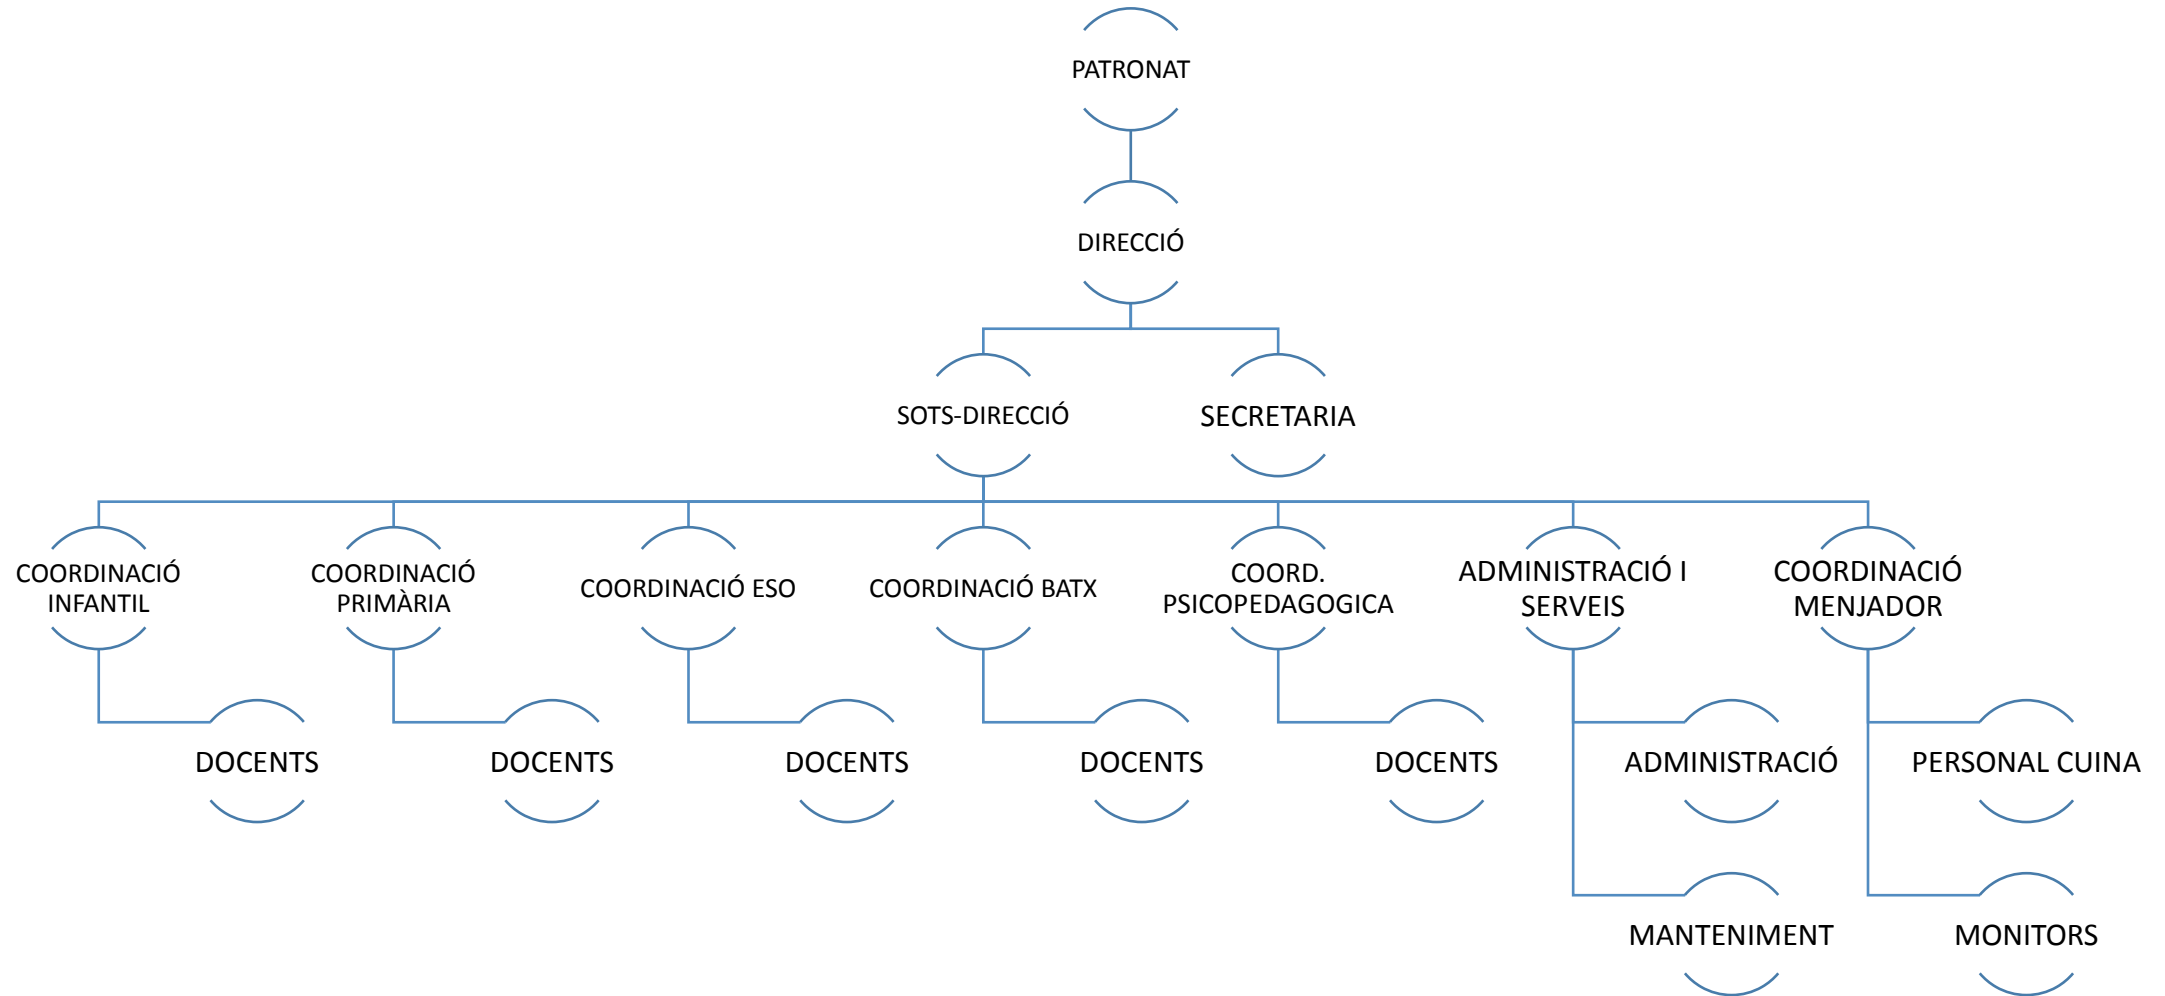 PATRONAT
DIRECCIÓ
SOTS-DIRECCIÓ
SECRETARIA
COORDINACIÓ
INFANTIL
COORDINACIÓ
PRIMÀRIA
COORDINACIÓ ESO
COORDINACIÓ BATX
COORD.
PSICOPEDAGOGICA
ADMINISTRACIÓ I
SERVEIS
COORDINACIÓ
MENJADOR
DOCENTS
DOCENTS
DOCENTS
DOCENTS
DOCENTS
ADMINISTRACIÓ
PERSONAL CUINA
MANTENIMENT
MONITORS